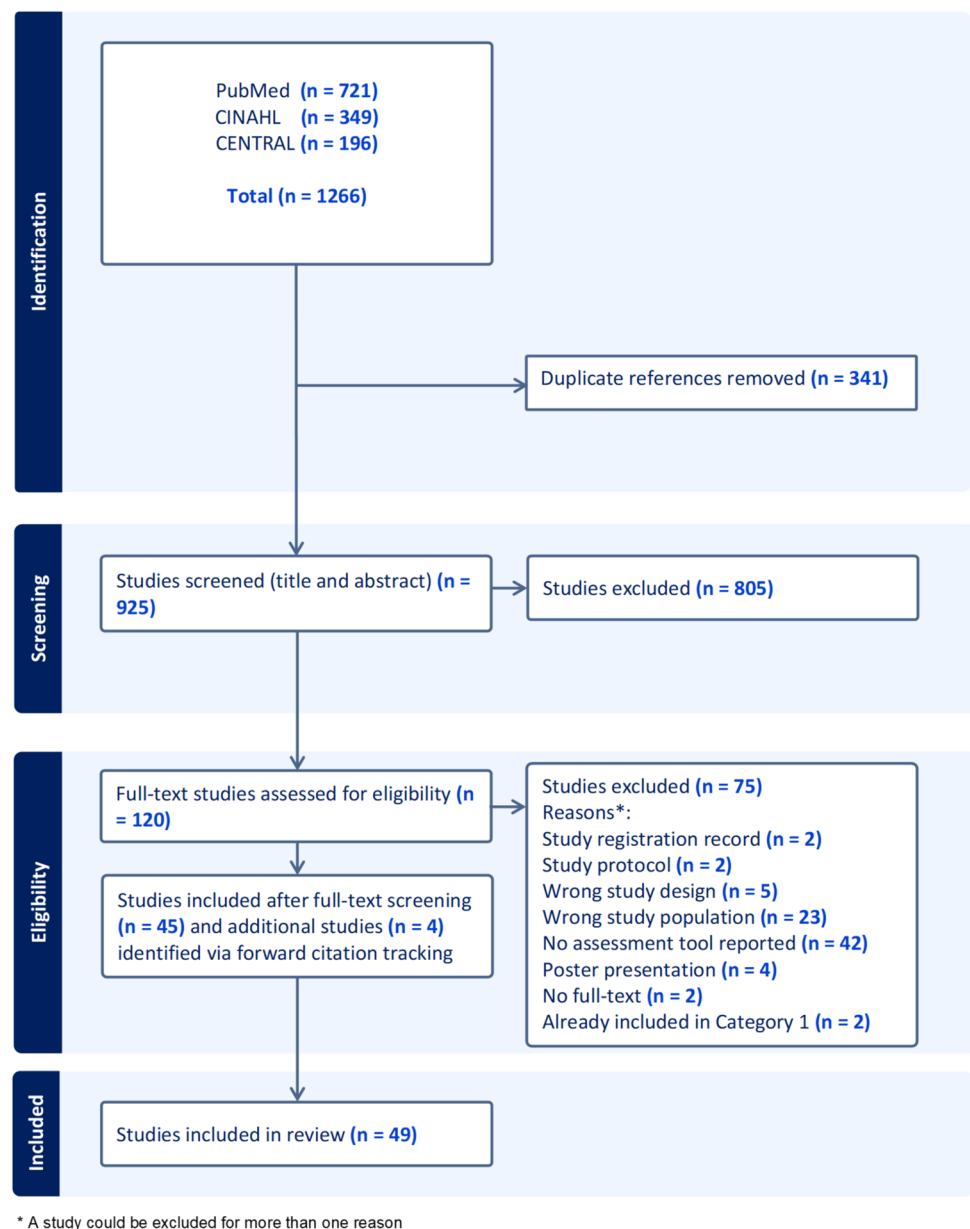 Identification
PubMed (n = 721)
CINAHL (n = 349)
CENTRAL (n = 196)
Total (n = 1266)
Duplicate references removed (n = 341)
Screening
Studies screened (title and abstract) (n =
925)
Studies excluded (n = 805)
Eligibility
Full-text studies assessed for eligibility (n
= 120)
Studies excluded (n = 75)
Reasons*:
Study registration record (n = 2)
Study protocol (n = 2)
Wrong study design (n = 5)
Wrong study population (n = 23)
No assessment tool reported (n = 42)
Poster presentation (n = 4)
No full-text (n = 2)
Already included in Category 1 (n = 2)
Studies included after full-text screening
(n = 45) and additional studies (n = 4)
identified via forward citation tracking
Included
Studies included in review (n = 49)
* A study could be excluded for more than one reason